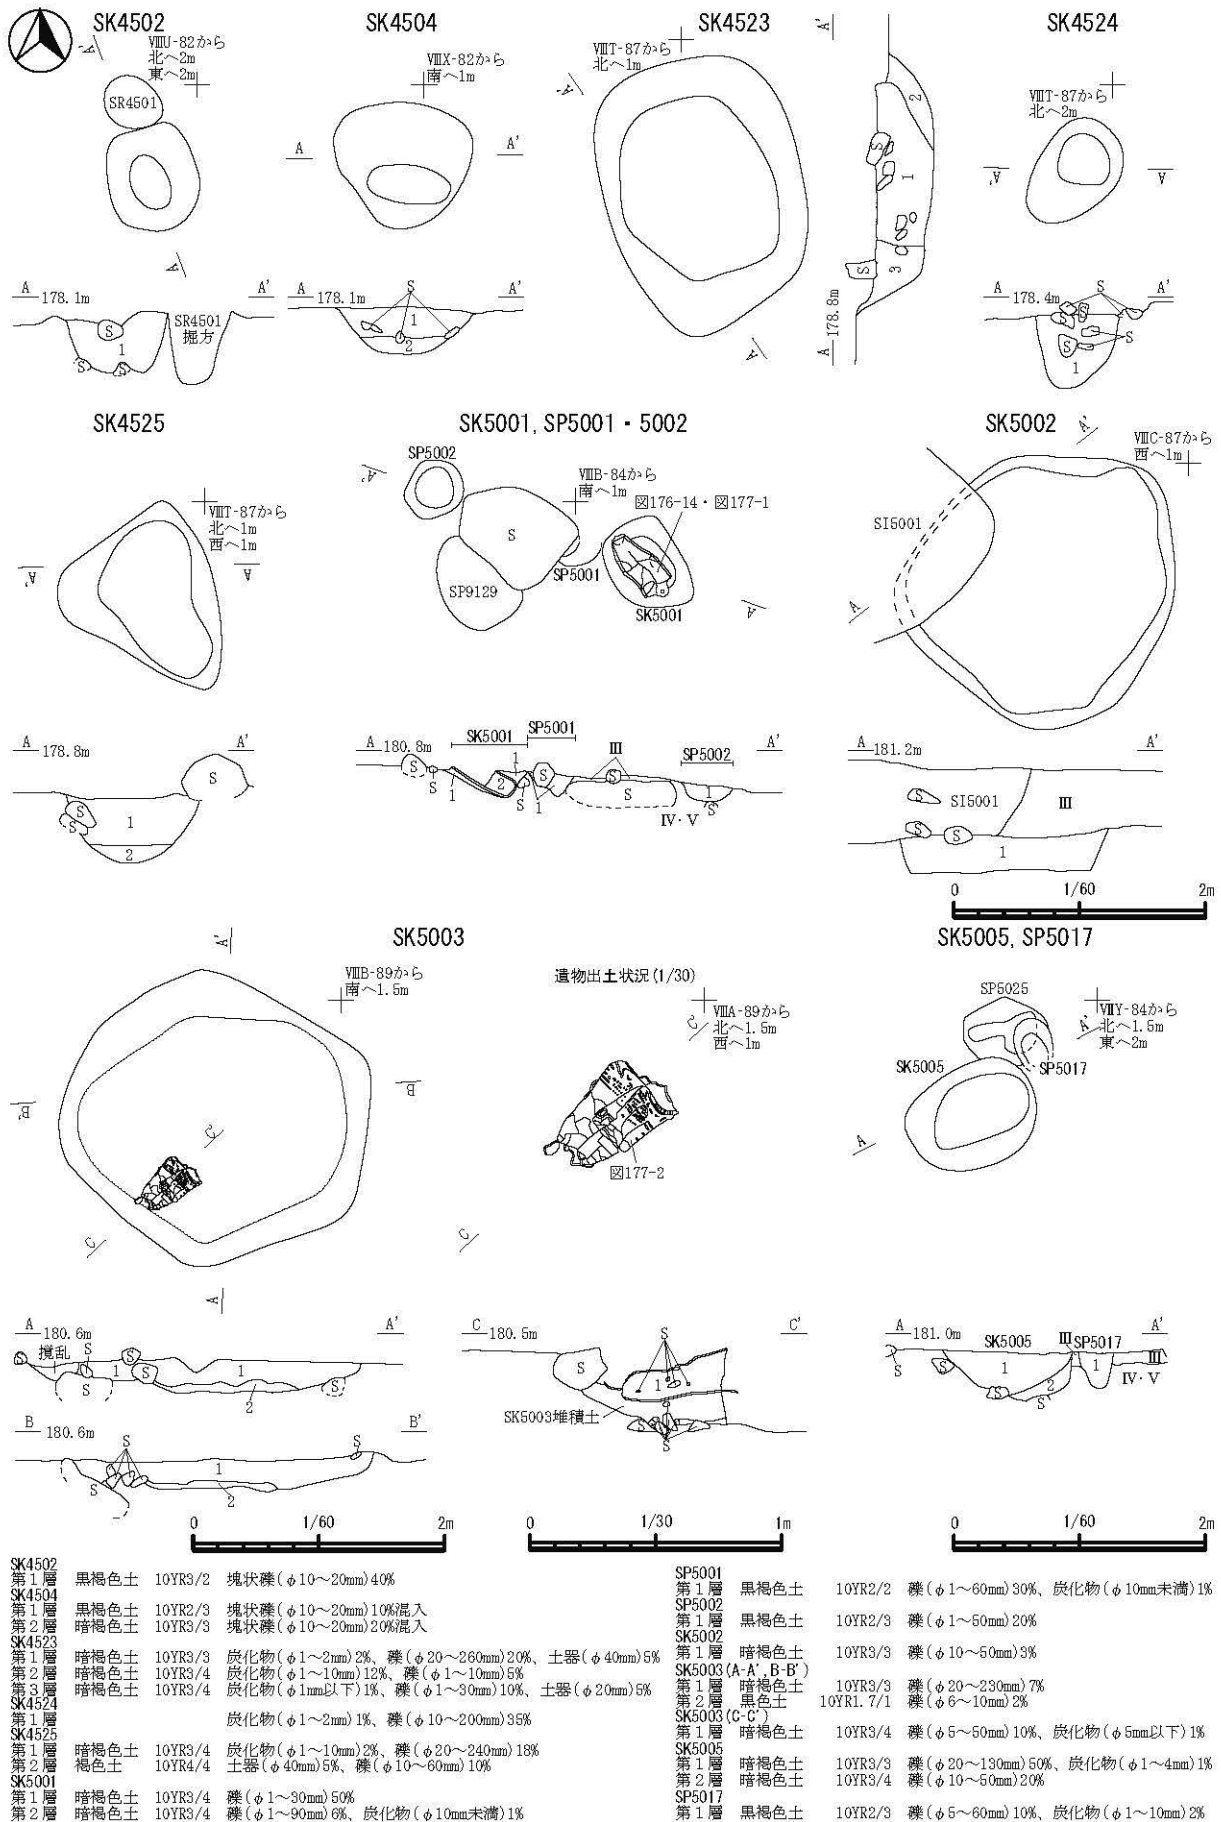 SK4502
A'
ⅧU-82から
北へ2m
東へ2m
SR4501
A
A 178.1m A'
SR4501
掘方
S
1
S S
SK4504
ⅧX-82から
南へ1m
A A'
A 178.1m S A'
1
2
SK4523
ⅧT-87から
北へ1m
A'
A
A'
2
S
1
3
S
A 178.8m
SK4524
ⅧT-87から
北へ2m
A' A
A 178.4m S A'
S
S
1
SK4525
ⅧT-87から
北へ1m
西へ1m
A' A
A 178.8m A'
S
S
S
1
2
SK5001, SP5001・5002
SP5002
A'
ⅧB-84から
南へ1m
図176-14・図177-1
S
SP5001
SP9129
SK5001
A
A 180.8m SK5001 SP5001 Ⅲ SP5002 A'
S S 1 2 1 S S 1 S S 1 S
Ⅳ・Ⅴ
SK5002
A'
ⅧC-87から
西へ1m
SI5001
A
A 181.2m A'
S SI5001 Ⅲ
S S
1
0 1/60 2m
SK5003
A'
ⅧB-89から
南へ1.5m
B' B
C'
C
A
A 180.6m A'
撹乱 S
1 S 1
S S
2
B 180.6m B'
S S
1
S
2
遺物出土状況(1/30)
ⅧA-89から
北へ1.5m
西へ1m
C'
図177-2
C
C 180.5m C'
S
S
1
SK5003堆積土
S
SK5005, SP5017
SP5025
A'
ⅦY-84から
北へ1.5m
東へ2m
SK5005
SP5017
A
A 181.0m A'
SK5005 Ⅲ SP5017
S S 1 1 Ⅲ
2 Ⅳ・Ⅴ
S S
0 1/60 2m
0 1/30 1m
0 1/60 2m
SK4502
第1層 黒褐色土 10YR3/2 塊状礫(φ10～20mm)40%
SK4504
第1層 黒褐色土 10YR2/3 塊状礫(φ10～20mm)10%混入
第2層 暗褐色土 10YR3/3 塊状礫(φ10～20mm)20%混入
SK4523
第1層 暗褐色土 10YR3/3 炭化物(φ1～2mm)2%、礫(φ20～260mm)20%、土器(φ40mm)5%
第2層 暗褐色土 10YR3/4 炭化物(φ1～10mm)12%、礫(φ1～10mm)5%
第3層 暗褐色土 10YR3/4 炭化物(φ1mm以下)1%、礫(φ1～30mm)10%、土器(φ20mm)5%
SK4524
第1層 炭化物(φ1～2mm)1%、礫(φ10～200mm)35%
SK4525
第1層 暗褐色土 10YR3/4 炭化物(φ1～10mm)2%、礫(φ20～240mm)18%
第2層 褐色土 10YR4/4 土器(φ40mm)5%、礫(φ10～60mm)10%
SK5001
第1層 暗褐色土 10YR3/4 礫(φ1～30mm)50%
第2層 暗褐色土 10YR3/4 礫(φ1～90mm)6%、炭化物(φ10mm未満)1%
SP5001
第1層 黒褐色土 10YR2/2 礫(φ1～60mm)30%、炭化物(φ10mm未満)1%
SP5002
第1層 黒褐色土 10YR2/3 礫(φ1～50mm)20%
SK5002
第1層 暗褐色土 10YR3/3 礫(φ10～50mm)3%
SK5003(A-A',B-B')
第1層 暗褐色土 10YR3/3 礫(φ20～230mm)7%
第2層 黒色土 10YR1.7/1 礫(φ6～10mm)2%
SK5003(C-C')
第1層 暗褐色土 10YR3/4 礫(φ5～50mm)10%、炭化物(φ5mm以下)1%
SK5005
第1層 暗褐色土 10YR3/3 礫(φ20～130mm)50%、炭化物(φ1～4mm)1%
第2層 暗褐色土 10YR3/4 礫(φ10～50mm)20%
SP5017
第1層 黒褐色土 10YR2/3 礫(φ5～60mm)10%、炭化物(φ1～10mm)2%